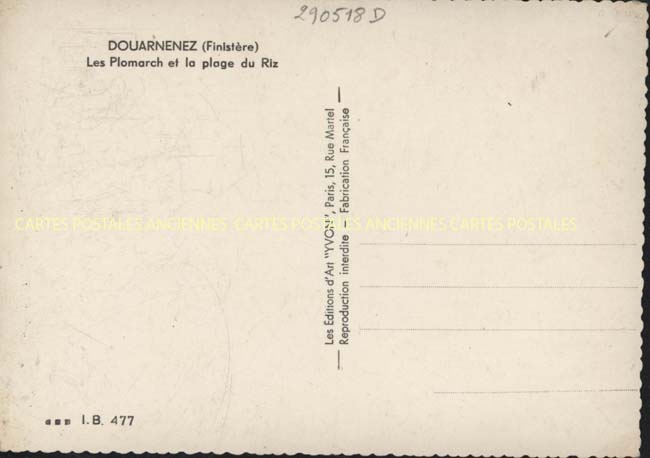 290518D
DOUARNENEZ (Finistère)
Les Plomarch et la plage du Riz
Les Editions d'Art "YVON", Paris, 15, Rue Martel
Reproduction interdite — Fabrication Française
CARTES POSTALES ANCIENNES CARTES POSTALES ANCIENNES CARTES POSTALES
I.B. 477